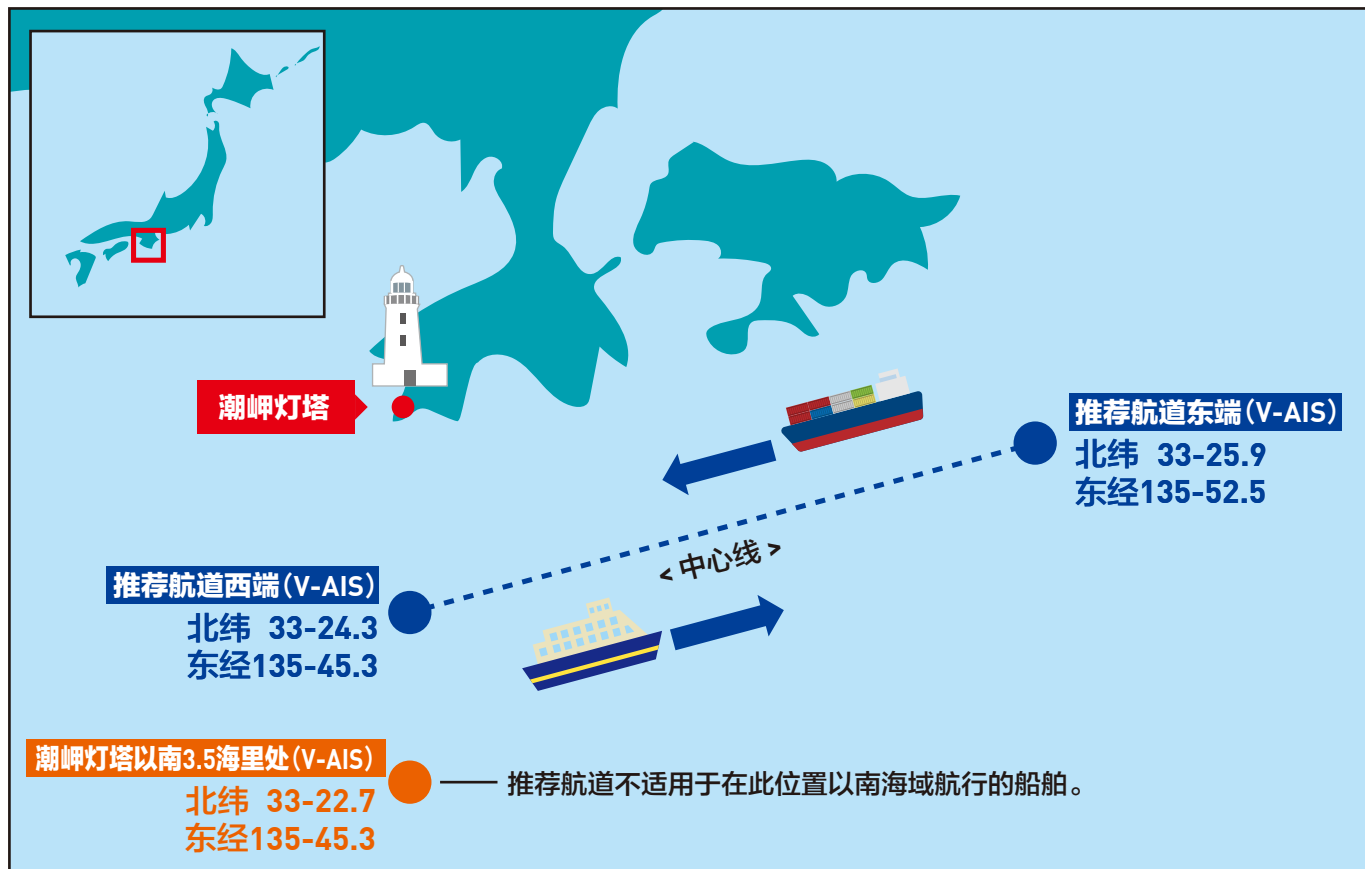 潮岬灯塔
推荐航道东端(V-AIS)
北纬 33-25.9
东经135-52.5
<中心线>
推荐航道西端(V-AIS)
北纬 33-24.3
东经135-45.3
潮岬灯塔以南3.5海里处(V-AIS)
北纬 33-22.7
东经135-45.3
推荐航道不适用于在此位置以南海域航行的船舶。